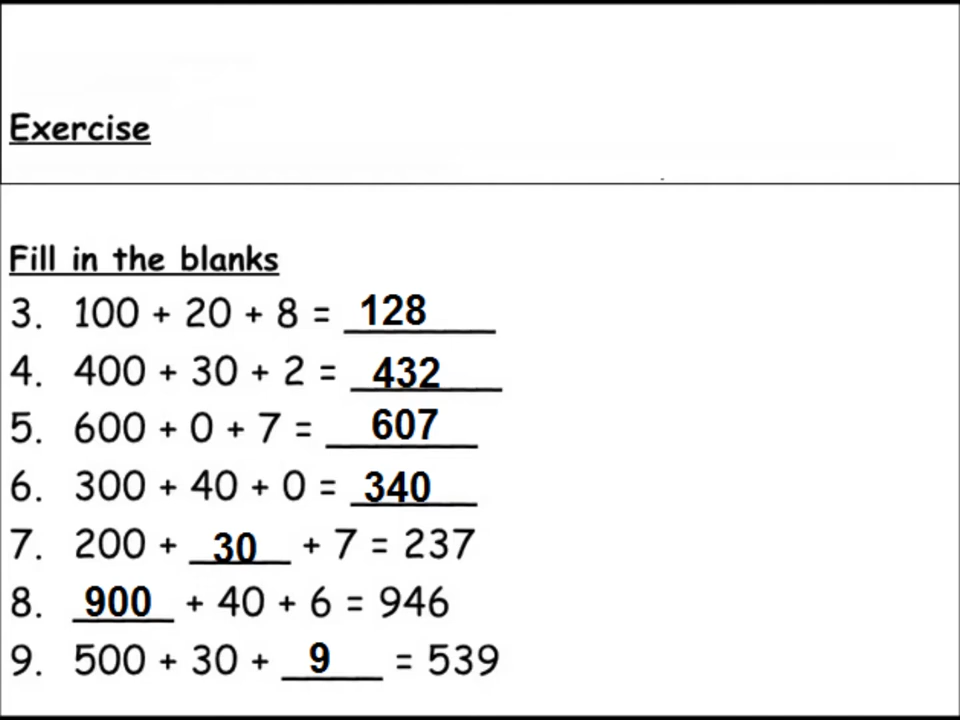 Exercise
Fill in the blanks
3. 100 + 20 + 8 = 128
4. 400 + 30 + 2 = 432
5. 600 + 0 + 7 = 607
6. 300 + 40 + 0 = 340
7. 200 + 30 + 7 = 237
8. 900 + 40 + 6 = 946
9. 500 + 30 + 9 = 539